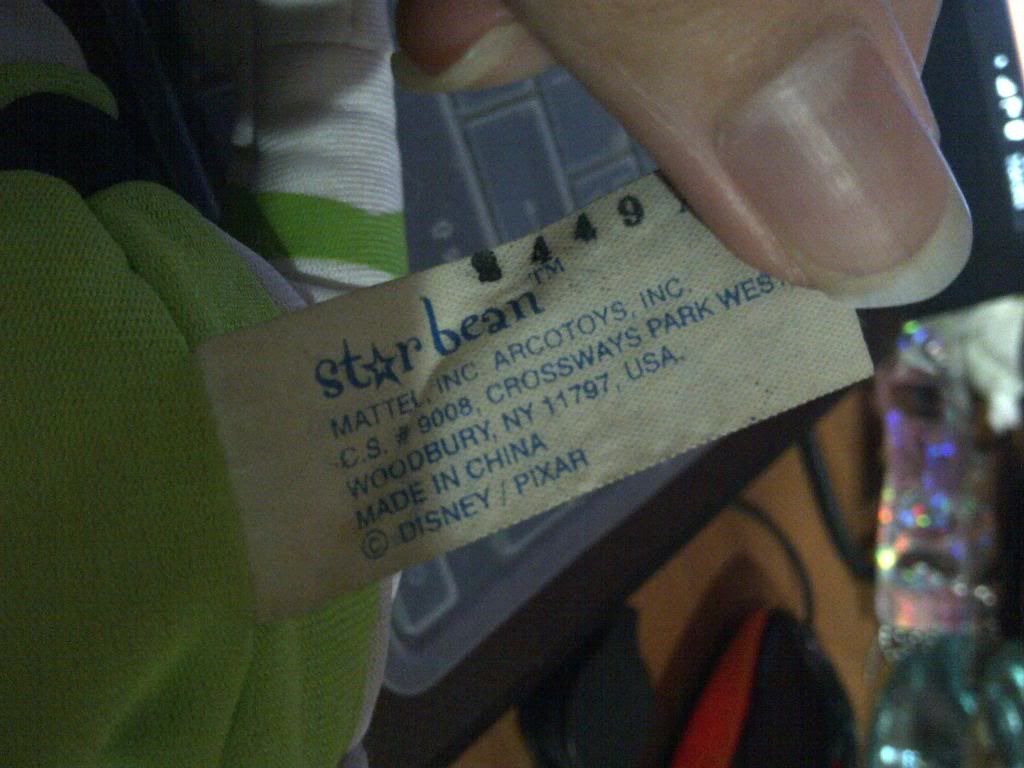 449
star bean™
MATTEL, INC. ARCOTOYS, INC.
C.S. # 9008, CROSSWAYS PARK WEST
WOODBURY, NY 11797, USA.
MADE IN CHINA
© DISNEY / PIXAR